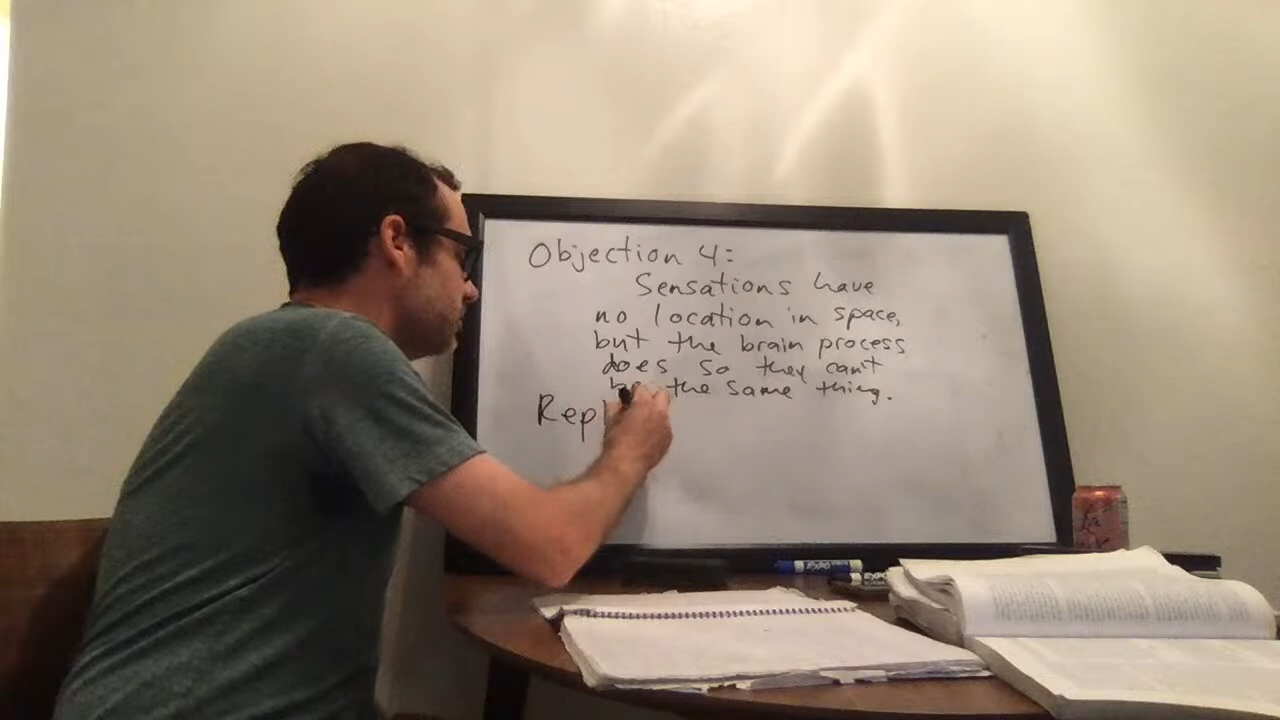 Objection 4:
Sensations have
no location in space,
but the brain process
does so they can't
be the same thing.
Repl